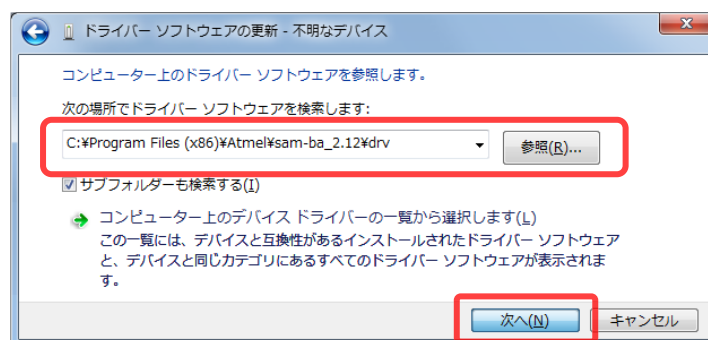 ドライバー ソフトウェアの更新 - 不明なデバイス
コンピューター上のドライバー ソフトウェアを参照します。
次の場所でドライバー ソフトウェアを検索します:
C:¥Program Files (x86)¥Atmel¥sam-ba_2.12¥drv 参照(R)...
サブフォルダーも検索する(I)
コンピューター上のデバイス ドライバーの一覧から選択します(L)
この一覧には、デバイスと互換性があるインストールされたドライバー ソフトウェア
と、デバイスと同じカテゴリにあるすべてのドライバー ソフトウェアが表示されま
す。
次へ(N) キャンセル